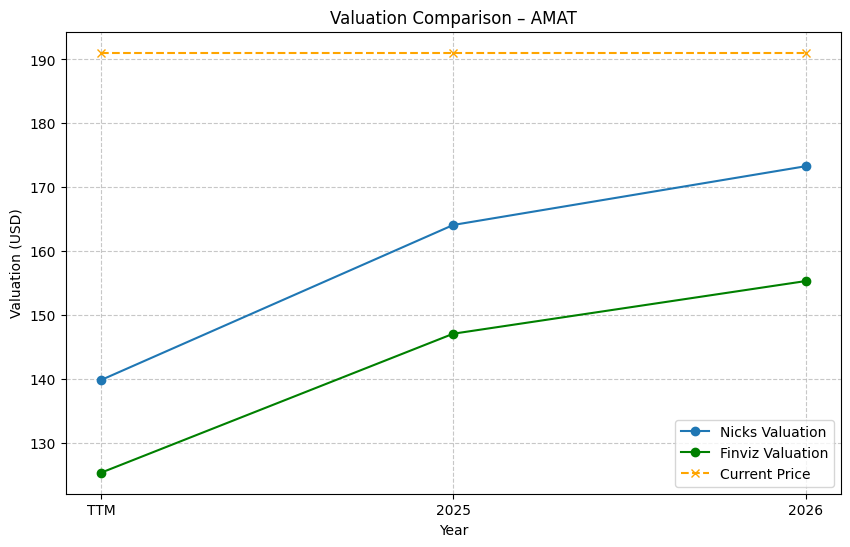 Valuation Comparison – AMAT
Valuation (USD)
190
180
170
160
150
140
130
TTM
2025
2026
Year
Nicks Valuation
Finviz Valuation
Current Price